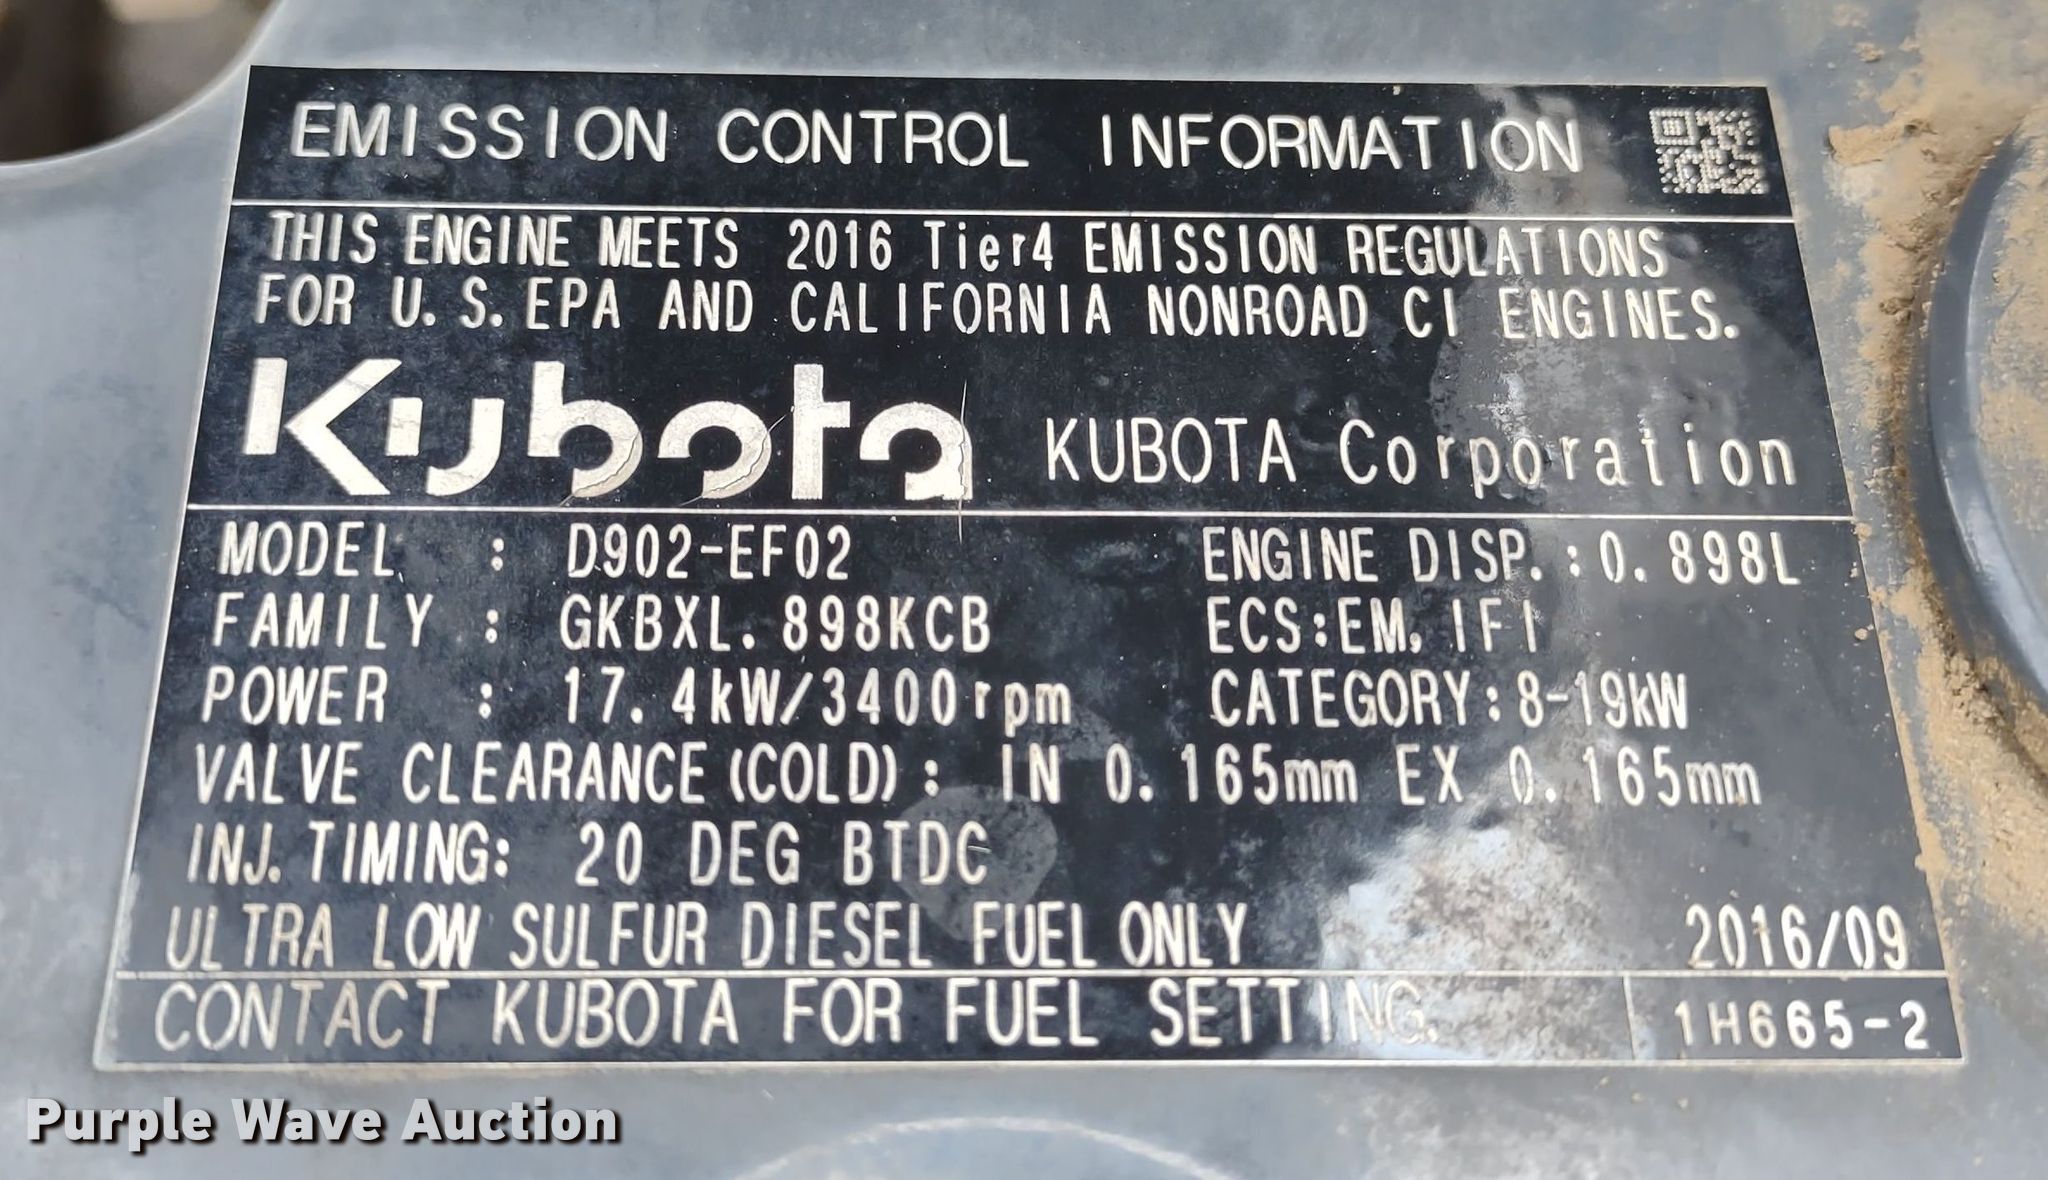 EMISSION CONTROL INFORMATION
THIS ENGINE MEETS 2016 Tier4 EMISSION REGULATIONS
FOR U.S.EPA AND CALIFORNIA NONROAD CI ENGINES.
Kubota KUBOTA Corporation
MODEL : D902-EF02 ENGINE DISP.:0.898L
FAMILY : GKBXL.898KCB ECS:EM,IFI
POWER : 17.4kW/3400rpm CATEGORY:8-19kW
VALVE CLEARANCE(COLD): IN 0.165mm EX 0.165mm
INJ.TIMING: 20 DEG BTDC
ULTRA LOW SULFUR DIESEL FUEL ONLY 2016/09
CONTACT KUBOTA FOR FUEL SETTING. 1H665-2
Purple Wave Auction